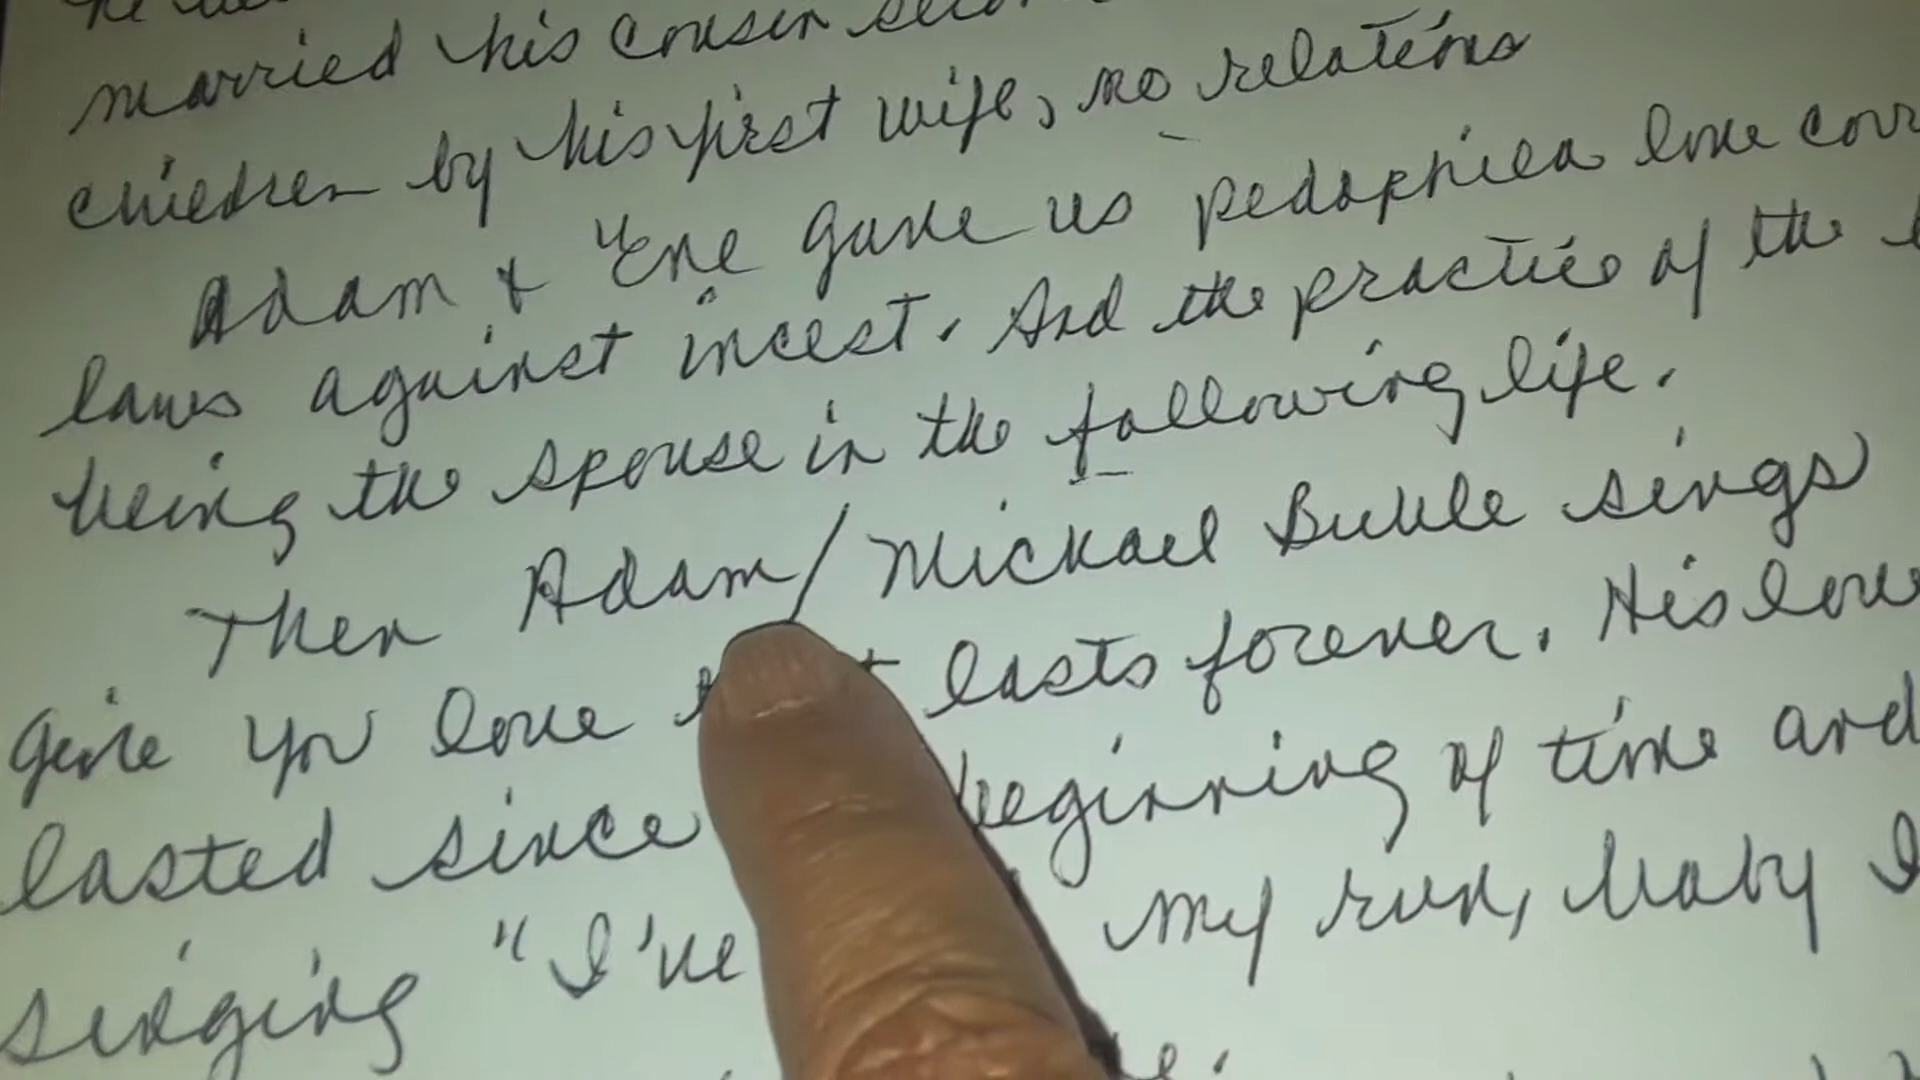 married his cousin
children by his first wife, no relations
Adam & Eve gave us pedophilea love
laws against incest. And the practice of the
being the spouse in the following life.
Then Adam/Mickael Buble sings
give you love lasts forever. His love
lasted since beginning of time and
singing "I've my run, baby I